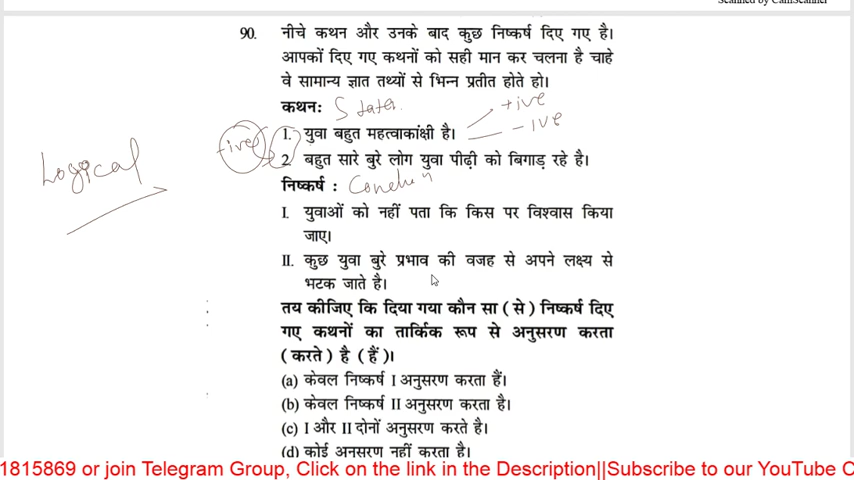 Scanned by CamScanner
90. नीचे कथन और उनके बाद कुछ निष्कर्ष दिए गए है।
आपकों दिए गए कथनों को सही मान कर चलना है चाहे
वे सामान्य ज्ञात तथ्यों से भिन्न प्रतीत होते हो।
कथनः
+ive
1. युवा बहुत महत्वाकांक्षी है।
-ive
2. बहुत सारे बुरे लोग युवा पीढ़ी को बिगाड़ रहे है।
Logical
निष्कर्ष :
I. युवाओं को नहीं पता कि किस पर विश्वास किया
जाए।
II. कुछ युवा बुरे प्रभाव की वजह से अपने लक्ष्य से
भटक जाते है।
तय कीजिए कि दिया गया कौन सा (से) निष्कर्ष दिए
गए कथनों का तार्किक रूप से अनुसरण करता
(करते) है (हैं)।
(a) केवल निष्कर्ष I अनुसरण करता हैं।
(b) केवल निष्कर्ष II अनुसरण करता है।
(c) I और II दोनों अनुसरण करते है।
(d) कोई अनुसरण नहीं करता है।
1815869 or join Telegram Group, Click on the link in the Description||Subscribe to our YouTube C